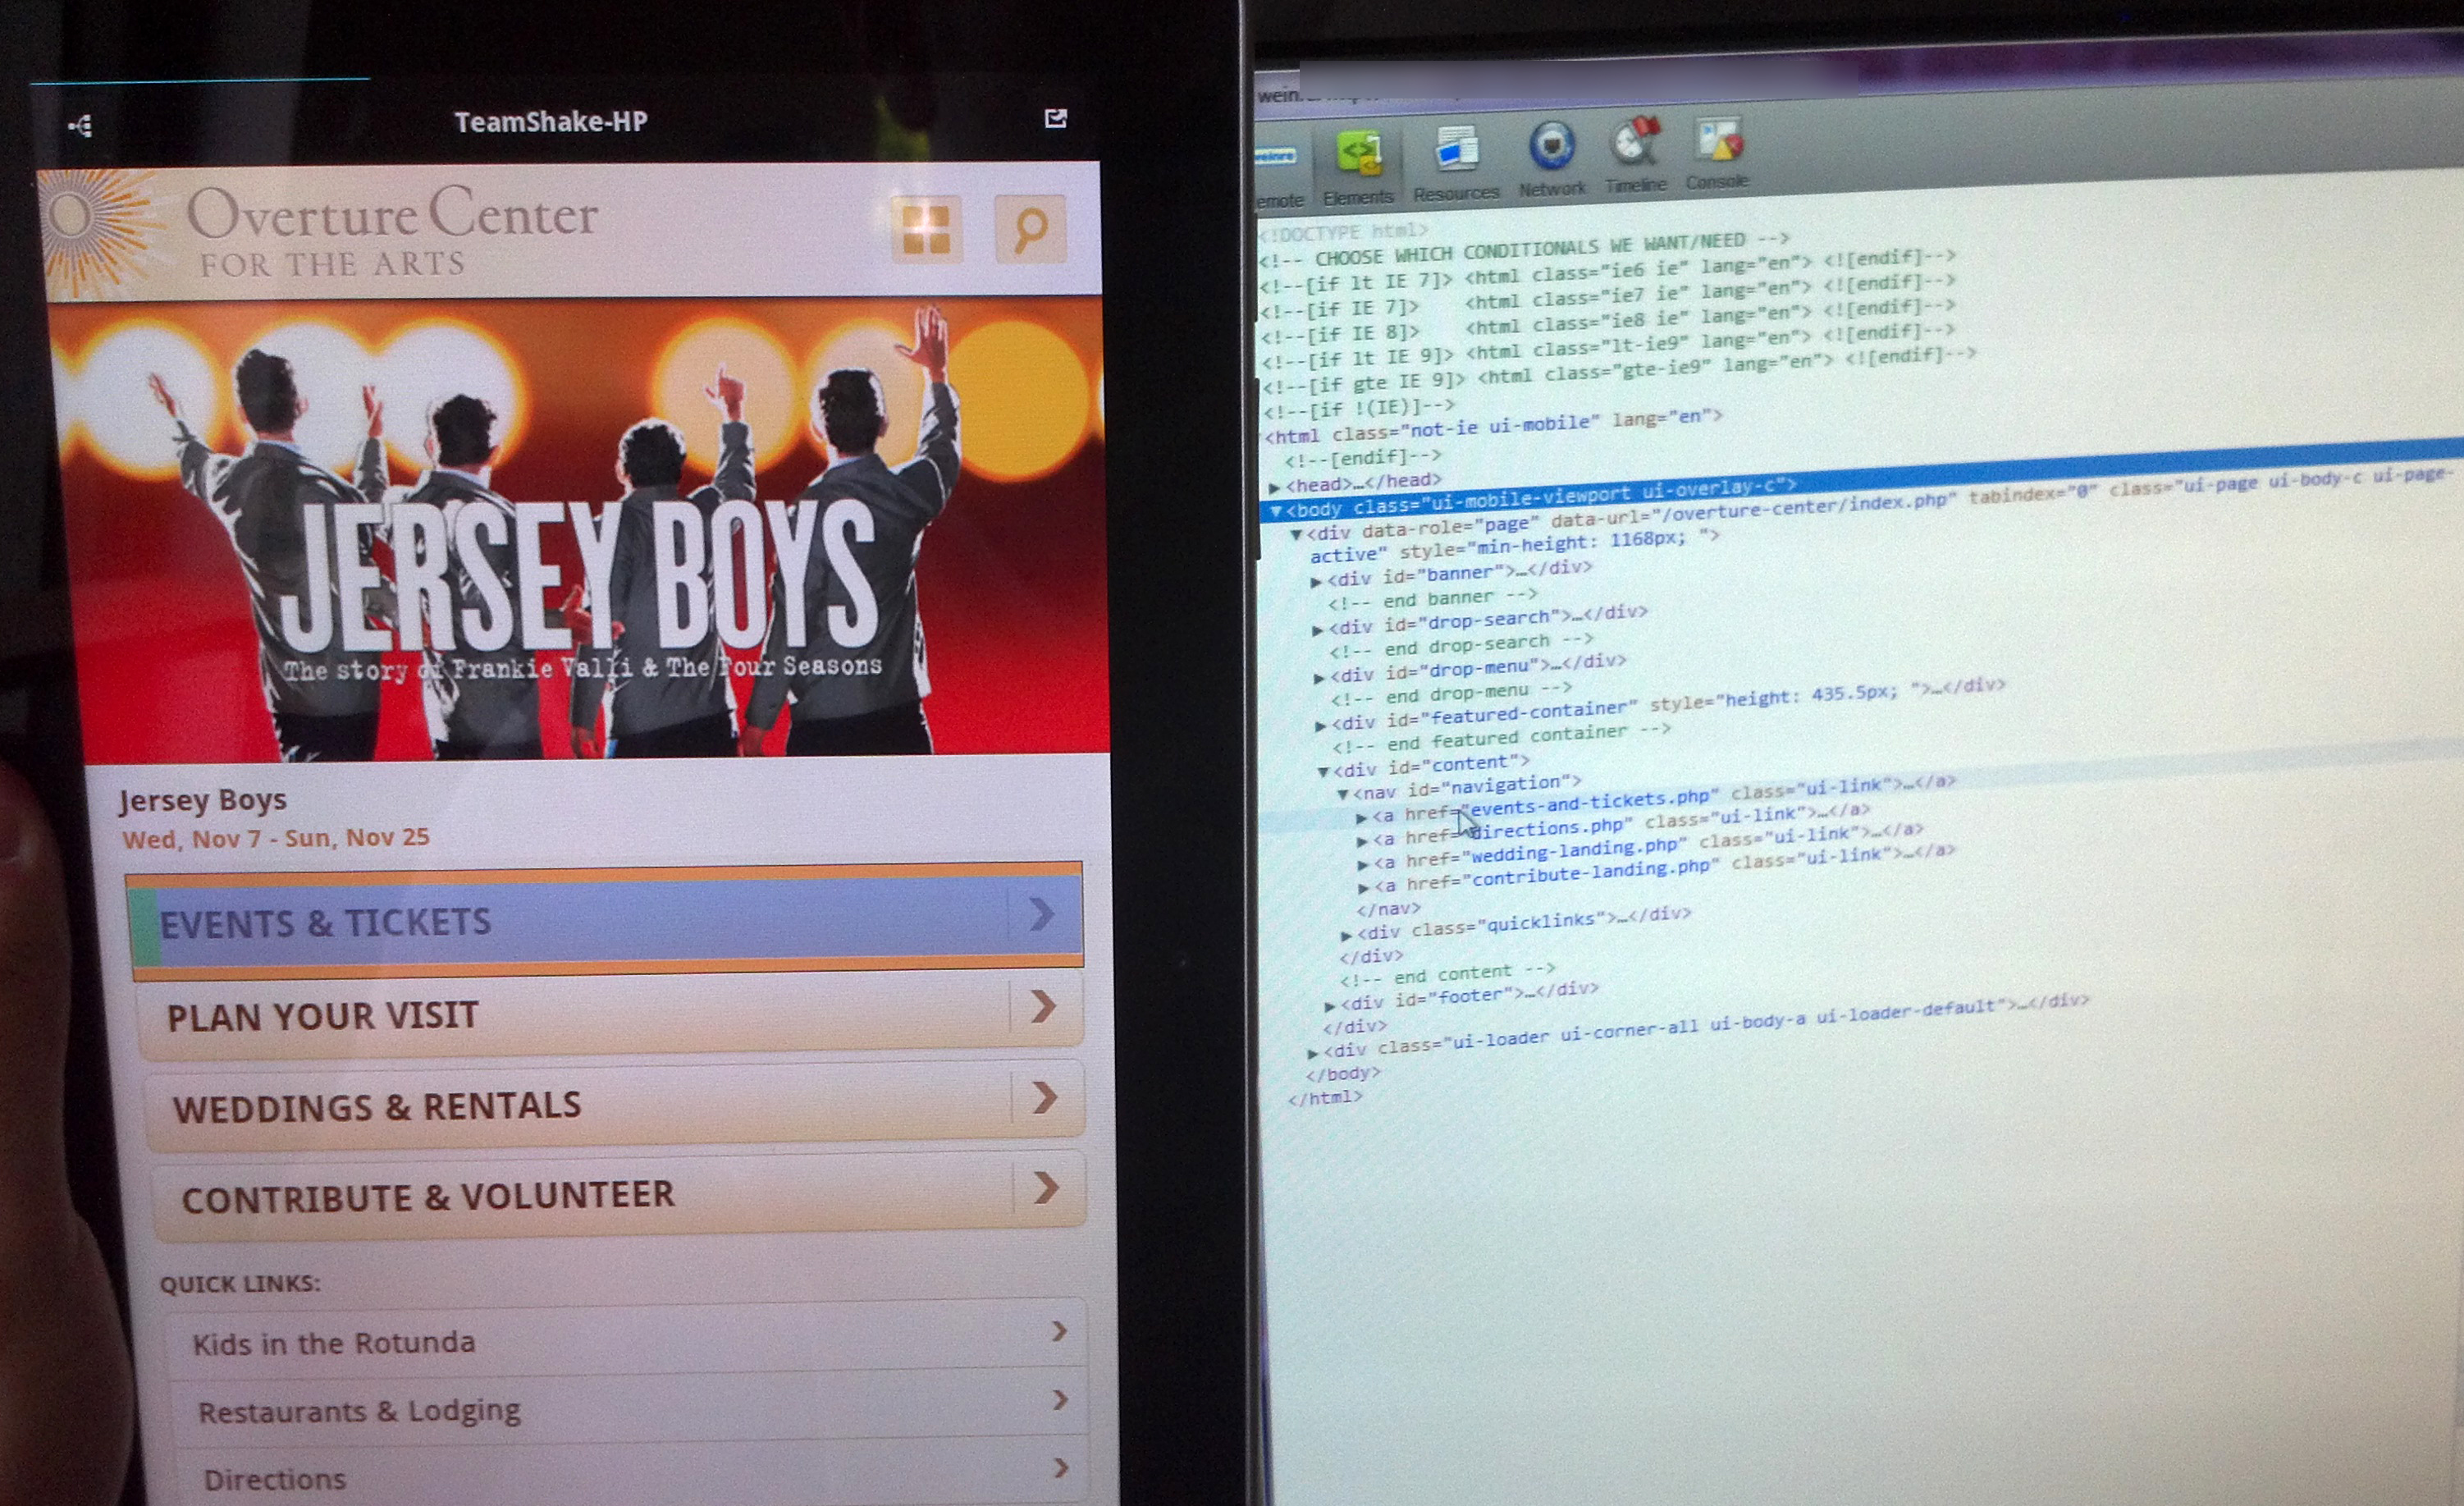 TeamShake-HP
O
OVERTURE CENTER
FOR THE ARTS
JERSEY BOYS
The story of Frankie Valli & The Four Seasons
Jersey Boys
Wed, Nov 7 - Sun, Nov 25
EVENTS & TICKETS
PLAN YOUR VISIT
WEDDINGS & RENTALS
CONTRIBUTE & VOLUNTEER
QUICK LINKS:
Kids in the Rotunda
Restaurants & Lodging
Directions
weinre
emote Elements Resources Network Timeline Console
<!DOCTYPE html>
<!-- CHOOSE WHICH CONDITIONALS WE WANT/NEED -->
<!--[if lt IE 7]> <html class="ie6 ie" lang="en"> <![endif]-->
<!--[if IE 7]>    <html class="ie7 ie" lang="en"> <![endif]-->
<!--[if IE 8]>    <html class="ie8 ie" lang="en"> <![endif]-->
<!--[if lt IE 9]> <html class="lt-ie9" lang="en"> <![endif]-->
<!--[if gte IE 9]> <html class="gte-ie9" lang="en"> <![endif]-->
<!--[if !(IE)]-->
<html class="not-ie ui-mobile" lang="en">
<!--[endif]-->
▶<head>…</head>
▼<body class="ui-mobile-viewport ui-overlay-c">
▼<div data-role="page" data-url="/overture-center/index.php" tabindex="0" class="ui-page ui-body-c ui-page-
active" style="min-height: 1168px; ">
▶<div id="banner">…</div>
<!-- end banner -->
▶<div id="drop-search">…</div>
<!-- end drop-search -->
▶<div id="drop-menu">…</div>
<!-- end drop-menu -->
▶<div id="featured-container" style="height: 435.5px; ">…</div>
<!-- end featured container -->
▼<div id="content">
▼<nav id="navigation">
▶<a href="events-and-tickets.php" class="ui-link">…</a>
▶<a href="directions.php" class="ui-link">…</a>
▶<a href="wedding-landing.php" class="ui-link">…</a>
▶<a href="contribute-landing.php" class="ui-link">…</a>
</nav>
▶<div class="quicklinks">…</div>
</div>
<!-- end content -->
▶<div id="footer">…</div>
</div>
▶<div class="ui-loader ui-corner-all ui-body-a ui-loader-default">…</div>
</body>
</html>